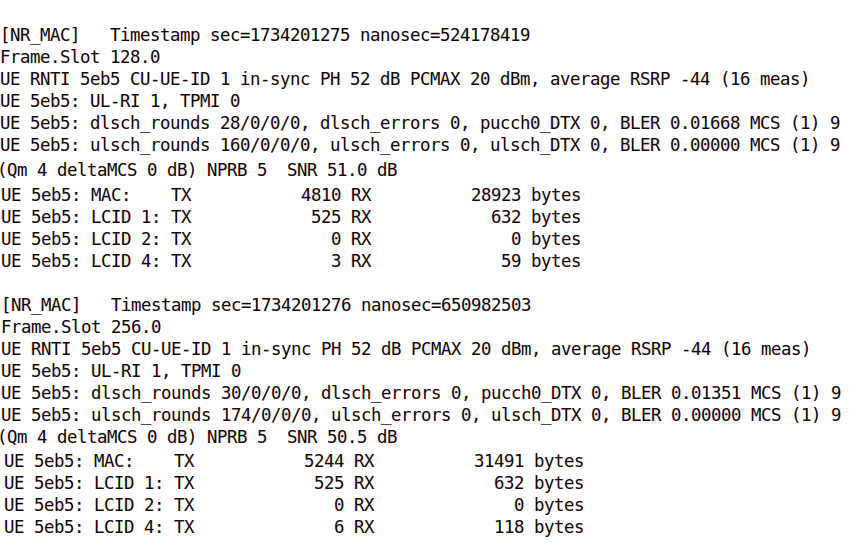 [NR_MAC]   Timestamp sec=1734201275 nanosec=524178419
Frame.Slot 128.0
UE RNTI 5eb5 CU-UE-ID 1 in-sync PH 52 dB PCMAX 20 dBm, average RSRP -44 (16 meas)
UE 5eb5: UL-RI 1, TPMI 0
UE 5eb5: dlsch_rounds 28/0/0/0, dlsch_errors 0, pucch0_DTX 0, BLER 0.01668 MCS (1) 9
UE 5eb5: ulsch_rounds 160/0/0/0, ulsch_errors 0, ulsch_DTX 0, BLER 0.00000 MCS (1) 9
(Qm 4 deltaMCS 0 dB) NPRB 5  SNR 51.0 dB
UE 5eb5: MAC:    TX           4810 RX          28923 bytes
UE 5eb5: LCID 1: TX            525 RX            632 bytes
UE 5eb5: LCID 2: TX              0 RX              0 bytes
UE 5eb5: LCID 4: TX              3 RX             59 bytes

[NR_MAC]   Timestamp sec=1734201276 nanosec=650982503
Frame.Slot 256.0
UE RNTI 5eb5 CU-UE-ID 1 in-sync PH 52 dB PCMAX 20 dBm, average RSRP -44 (16 meas)
UE 5eb5: UL-RI 1, TPMI 0
UE 5eb5: dlsch_rounds 30/0/0/0, dlsch_errors 0, pucch0_DTX 0, BLER 0.01351 MCS (1) 9
UE 5eb5: ulsch_rounds 174/0/0/0, ulsch_errors 0, ulsch_DTX 0, BLER 0.00000 MCS (1) 9
(Qm 4 deltaMCS 0 dB) NPRB 5  SNR 50.5 dB
UE 5eb5: MAC:    TX           5244 RX          31491 bytes
UE 5eb5: LCID 1: TX            525 RX            632 bytes
UE 5eb5: LCID 2: TX              0 RX              0 bytes
UE 5eb5: LCID 4: TX              6 RX            118 bytes